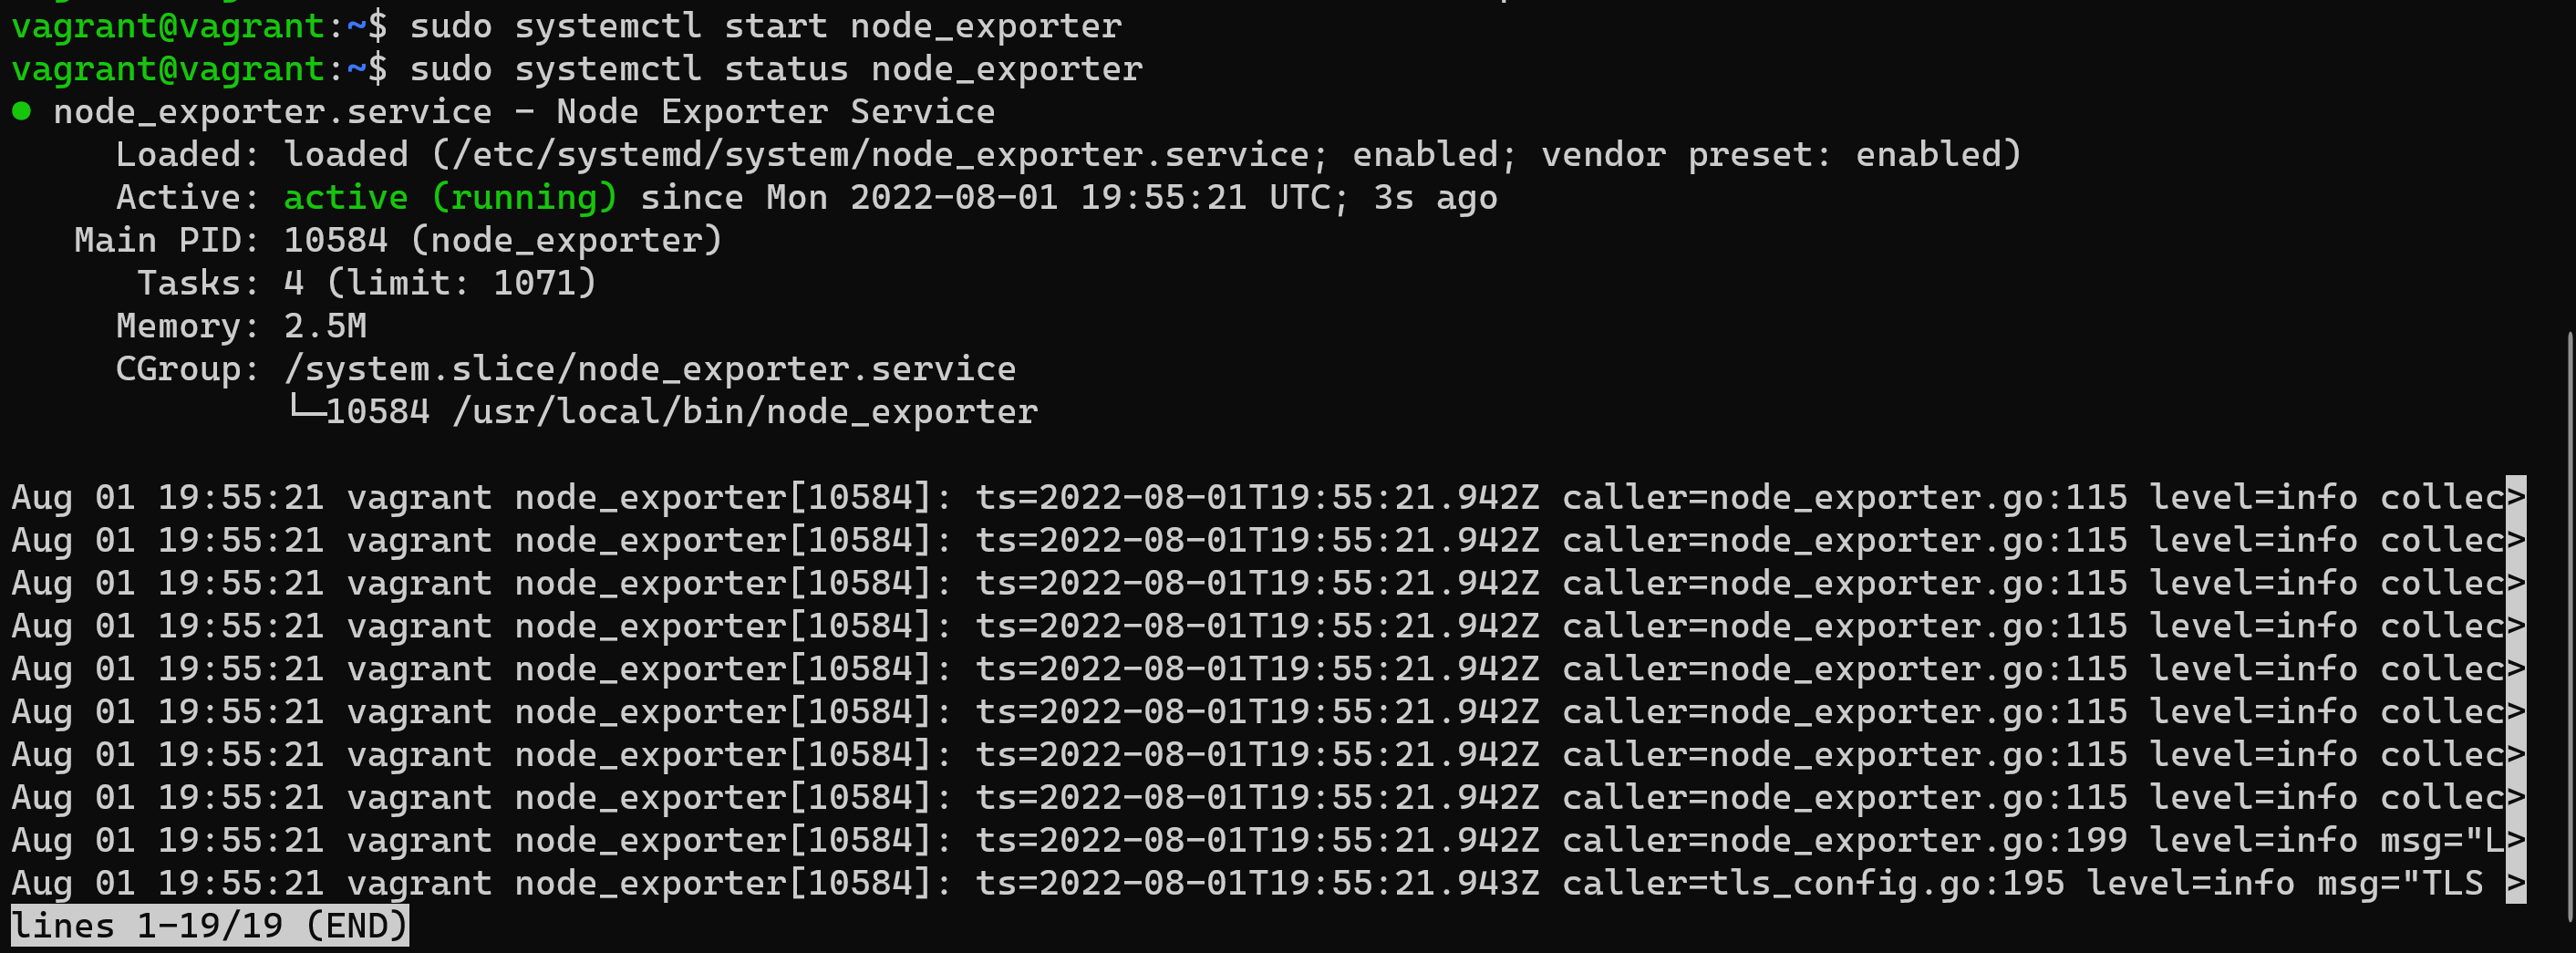 vagrant@vagrant:~$ sudo systemctl start node_exporter
vagrant@vagrant:~$ sudo systemctl status node_exporter
● node_exporter.service - Node Exporter Service
     Loaded: loaded (/etc/systemd/system/node_exporter.service; enabled; vendor preset: enabled)
     Active: active (running) since Mon 2022-08-01 19:55:21 UTC; 3s ago
   Main PID: 10584 (node_exporter)
      Tasks: 4 (limit: 1071)
     Memory: 2.5M
     CGroup: /system.slice/node_exporter.service
             └─10584 /usr/local/bin/node_exporter

Aug 01 19:55:21 vagrant node_exporter[10584]: ts=2022-08-01T19:55:21.942Z caller=node_exporter.go:115 level=info collec>
Aug 01 19:55:21 vagrant node_exporter[10584]: ts=2022-08-01T19:55:21.942Z caller=node_exporter.go:115 level=info collec>
Aug 01 19:55:21 vagrant node_exporter[10584]: ts=2022-08-01T19:55:21.942Z caller=node_exporter.go:115 level=info collec>
Aug 01 19:55:21 vagrant node_exporter[10584]: ts=2022-08-01T19:55:21.942Z caller=node_exporter.go:115 level=info collec>
Aug 01 19:55:21 vagrant node_exporter[10584]: ts=2022-08-01T19:55:21.942Z caller=node_exporter.go:115 level=info collec>
Aug 01 19:55:21 vagrant node_exporter[10584]: ts=2022-08-01T19:55:21.942Z caller=node_exporter.go:115 level=info collec>
Aug 01 19:55:21 vagrant node_exporter[10584]: ts=2022-08-01T19:55:21.942Z caller=node_exporter.go:115 level=info collec>
Aug 01 19:55:21 vagrant node_exporter[10584]: ts=2022-08-01T19:55:21.942Z caller=node_exporter.go:115 level=info collec>
Aug 01 19:55:21 vagrant node_exporter[10584]: ts=2022-08-01T19:55:21.942Z caller=node_exporter.go:199 level=info msg="L>
Aug 01 19:55:21 vagrant node_exporter[10584]: ts=2022-08-01T19:55:21.943Z caller=tls_config.go:195 level=info msg="TLS >
lines 1-19/19 (END)